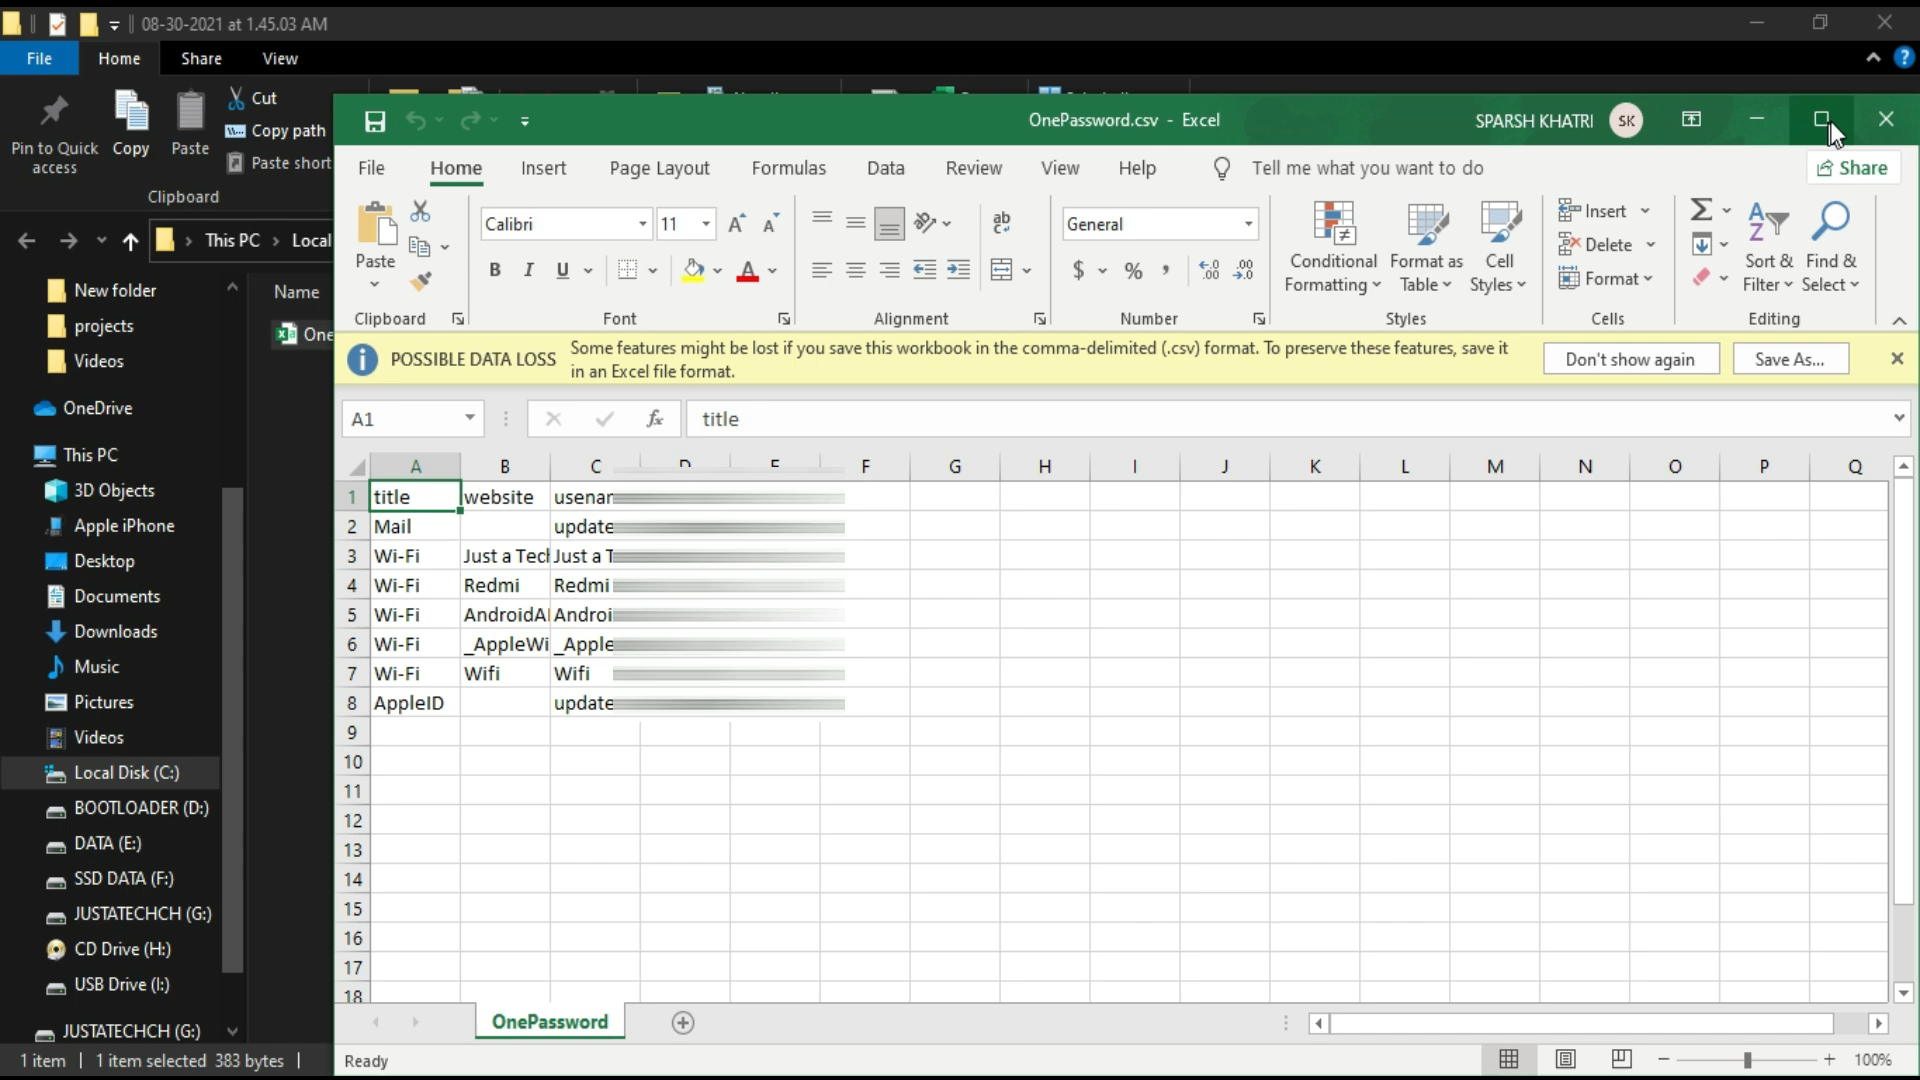 08-30-2021 at 1.45.03 AM
File Home Share View
Pin to Quick access
Copy
Paste
Cut
Copy path
Paste short
Clipboard
This PC > Local
New folder
projects
Videos
OneDrive
This PC
3D Objects
Apple iPhone
Desktop
Documents
Downloads
Music
Pictures
Videos
Local Disk (C:)
BOOTLOADER (D:)
DATA (E:)
SSD DATA (F:)
JUSTATECHCH (G:)
CD Drive (H:)
USB Drive (I:)
JUSTATECHCH (G:)
1 item | 1 item selected 383 bytes |
Name
One
OnePassword.csv - Excel
SPARSH KHATRI SK
File Home Insert Page Layout Formulas Data Review View Help Tell me what you want to do Share
Paste
Clipboard
Calibri 11
B I U
Font
ab
Alignment
General
$ % ,
Number
Conditional Formatting
Format as Table
Cell Styles
Styles
Insert
Delete
Format
Cells
Sort & Filter
Find & Select
Editing
POSSIBLE DATA LOSS Some features might be lost if you save this workbook in the comma-delimited (.csv) format. To preserve these features, save it
in an Excel file format.
Don't show again
Save As...
A1 fx title
A B C F G H I J K L M N O P Q
1 title website usenar
2 Mail update
3 Wi-Fi Just a Tech Just a T
4 Wi-Fi Redmi Redmi
5 Wi-Fi AndroidAI Androi
6 Wi-Fi _AppleWi _Apple
7 Wi-Fi Wifi Wifi
8 AppleID update
9
10
11
12
13
14
15
16
17
18
OnePassword
Ready
100%